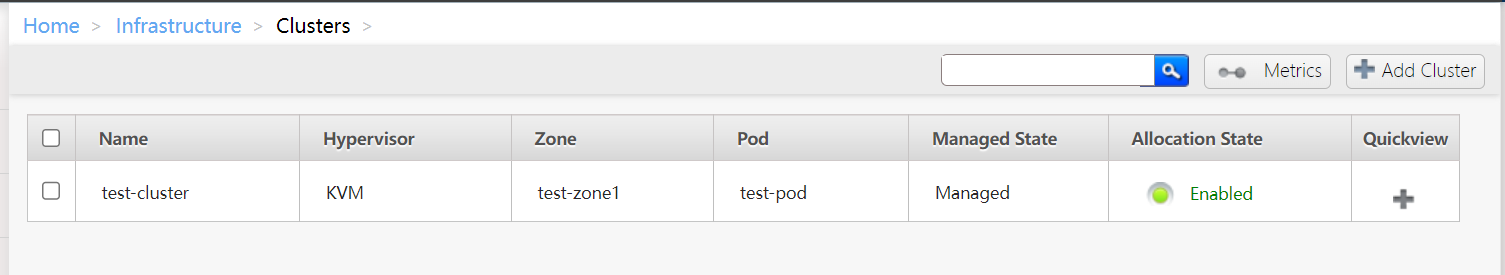 Home > Infrastructure > Clusters >
Metrics Add Cluster
Name Hypervisor Zone Pod Managed State Allocation State Quickview
test-cluster KVM test-zone1 test-pod Managed Enabled